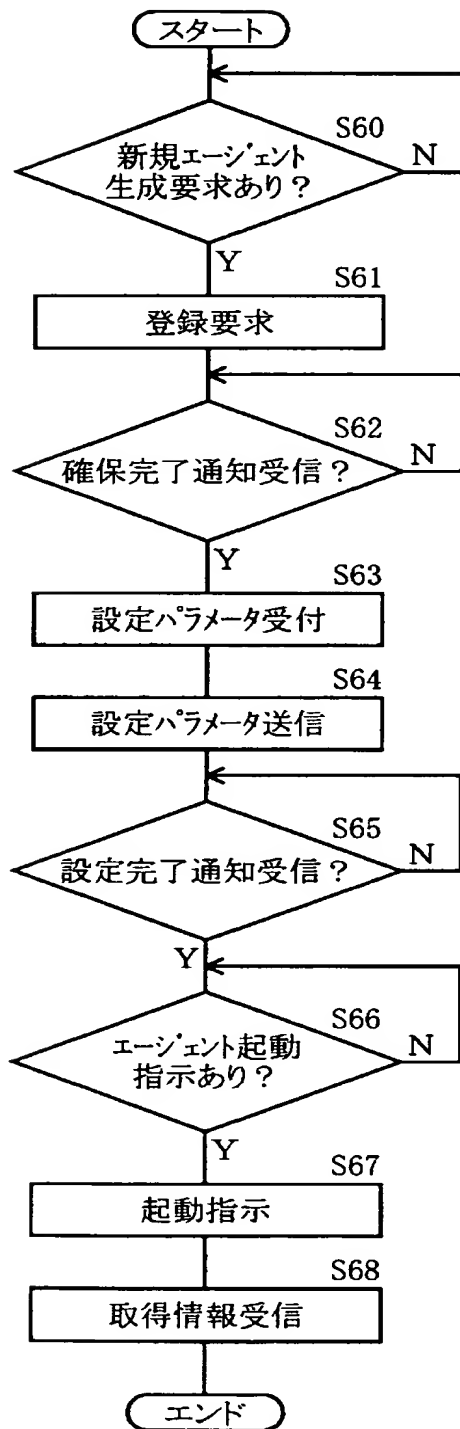 スタート
S60
新規エージェント
生成要求あり?
N
Y
S61
登録要求
S62
確保完了通知受信?
N
Y
S63
設定パラメータ受付
S64
設定パラメータ送信
S65
設定完了通知受信?
N
Y
S66
エージェント起動
指示あり?
N
Y
S67
起動指示
S68
取得情報受信
エンド